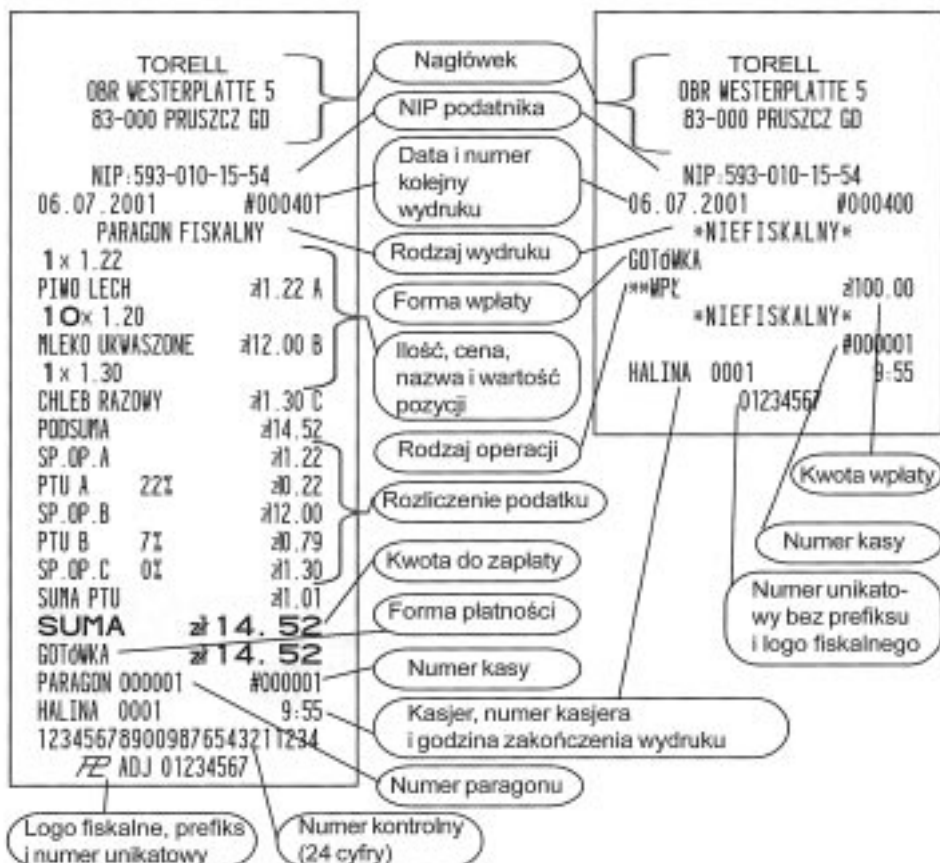 TORELL
OBR WESTERPLATTE 5
83-000 PRUSZCZ GD
NIP:593-010-15-54
06.07.2001 #000401
PARAGON FISKALNY
1 x 1.22
PIWO LECH zł1.22 A
10x 1.20
MLEKO UKWASZONE zł12.00 B
1 x 1.30
CHLEB RAZOWY zł1.30 C
PODSUMA zł14.52
SP.OP.A zł1.22
PTU A 22% zł0.22
SP.OP.B zł12.00
PTU B 7% zł0.79
SP.OP.C 0% zł1.30
SUMA PTU zł1.01
SUMA zł14.52
GOTóWKA zł14.52
PARAGON 000001 #000001
HALINA 0001 9:55
123456789009876543211234
ADJ 01234567
Nagłówek
NIP podatnika
Data i numer
kolejny
wydruku
Rodzaj wydruku
Forma wpłaty
Ilość, cena,
nazwa i wartość
pozycji
Rodzaj operacji
Rozliczenie podatku
Kwota do zapłaty
Forma płatności
Numer kasy
Kasjer, numer kasjera
i godzina zakończenia wydruku
Numer paragonu
Logo fiskalne, prefiks
i numer unikatowy
Numer kontrolny
(24 cyfry)
TORELL
OBR WESTERPLATTE 5
83-000 PRUSZCZ GD
NIP:593-010-15-54
06.07.2001 #000400
*NIEFISKALNY*
GOTóWKA
**WPŁ zł100.00
*NIEFISKALNY*
#000001
HALINA 0001 9:55
01234567
Kwota wpłaty
Numer kasy
Numer unikato-
wy bez prefiksu
i logo fiskalnego